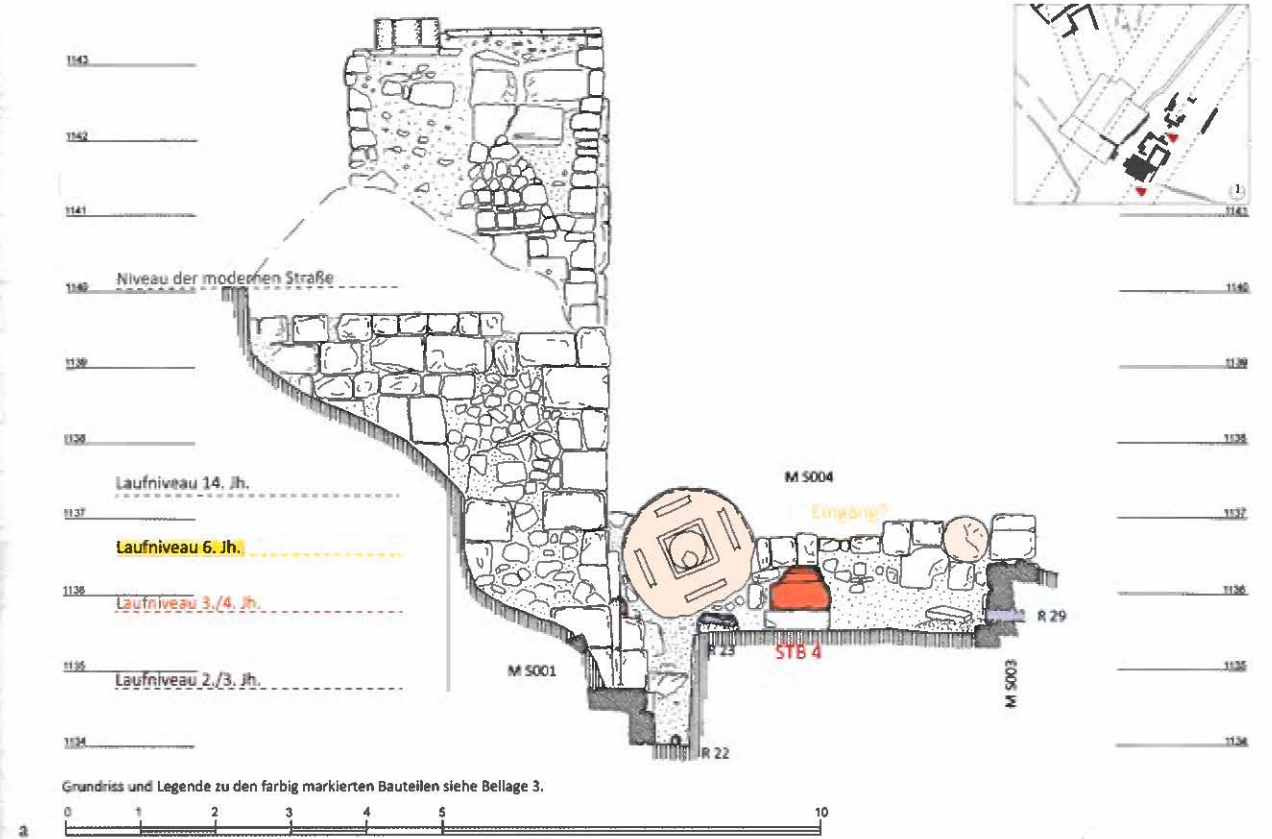 1143
1142
1141
1140
1139
1138
1137
1136
1135
1134
Niveau der modernen Straße
Laufniveau 14. Jh.
Laufniveau 6. Jh.
Laufniveau 3./4. Jh.
Laufniveau 2./3. Jh.
M 5001
M 5004
Eingang?
R 23
STB 4
R 22
R 29
M 5003
1
1141
1140
1139
1138
1137
1136
1135
1134
Grundriss und Legende zu den farbig markierten Bauteilen siehe Beilage 3.
0 1 2 3 4 5 10
a